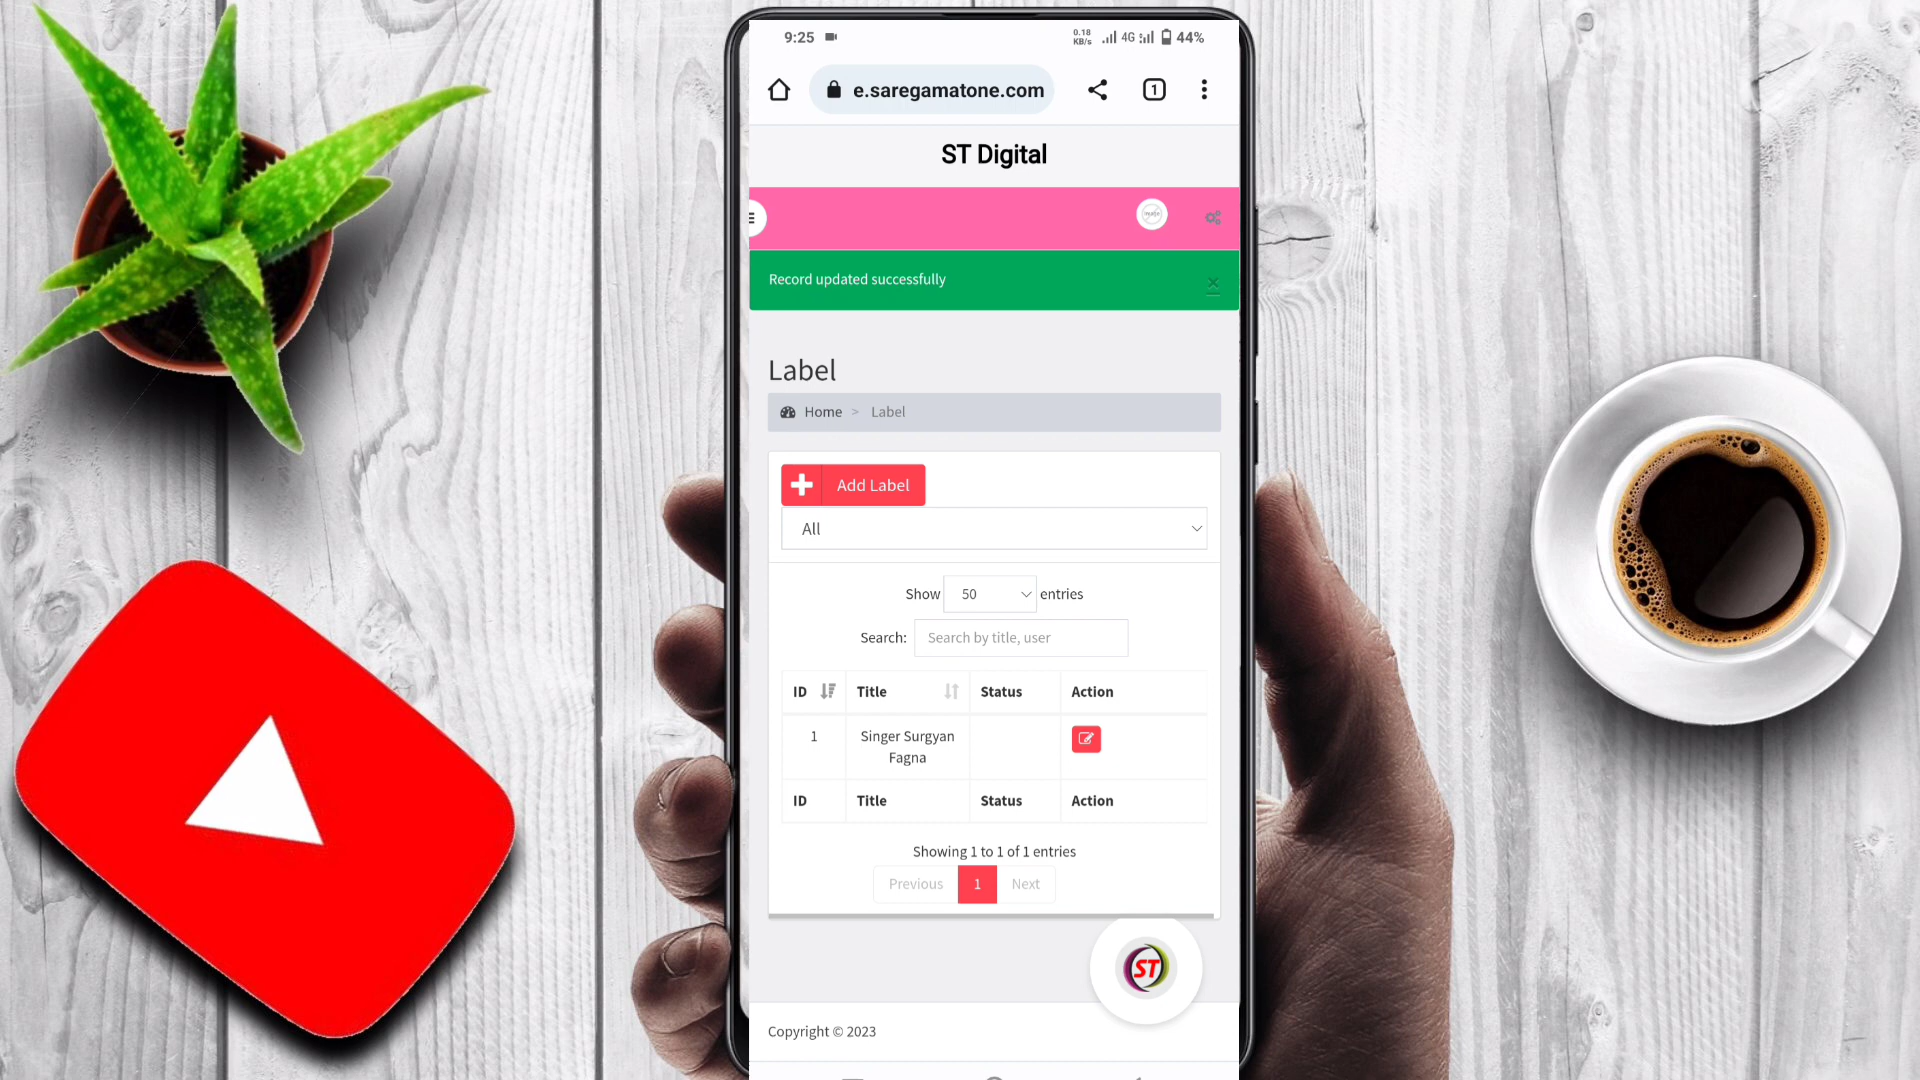 9:25
0.18 KB/s 4G 44%
e.saregamatone.com
1
ST Digital
Record updated successfully
×
Label
Home > Label
Add Label
All
Show 50 entries
Search: Search by title, user
ID Title Status Action
1 Singer Surgyan
Fagna
ID Title Status Action
Showing 1 to 1 of 1 entries
Previous 1 Next
ST
Copyright © 2023